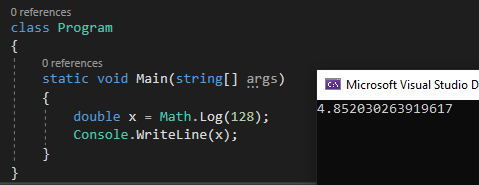 0 references
class Program
{
0 references
static void Main(string[] args)
{
double x = Math.Log(128);
Console.WriteLine(x);
}
}
Microsoft Visual Studio D
4.852030263919617